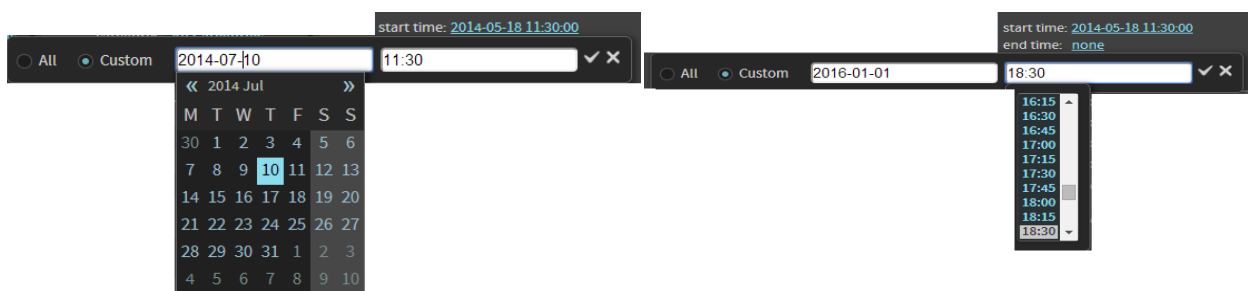 start time: 2014-05-18 11:30:00
All Custom 2014-07-10 11:30
« 2014 Jul »
M T W T F S S
30 1 2 3 4 5 6
7 8 9 10 11 12 13
14 15 16 17 18 19 20
21 22 23 24 25 26 27
28 29 30 31 1 2 3
4 5 6 7 8 9 10
start time: 2014-05-18 11:30:00
end time: none
All Custom 2016-01-01 18:30
16:15
16:30
16:45
17:00
17:15
17:30
17:45
18:00
18:15
18:30